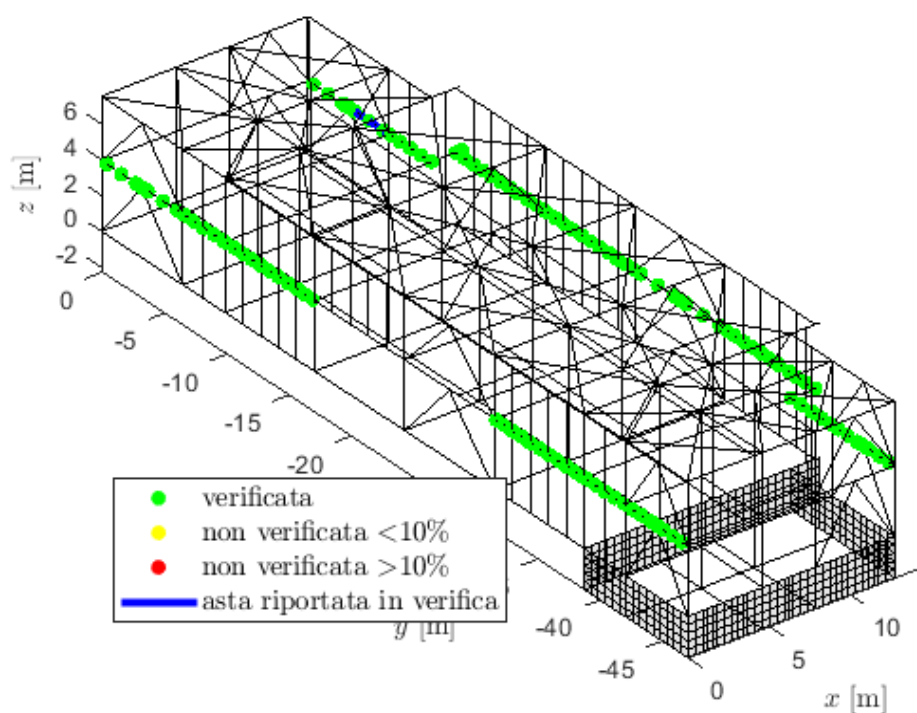 6
4
2
0
-2
z [m]
0
-5
-10
-15
-20
-40
-45
y [m]
0
5
10
x [m]
verificata
non verificata <10%
non verificata >10%
asta riportata in verifica